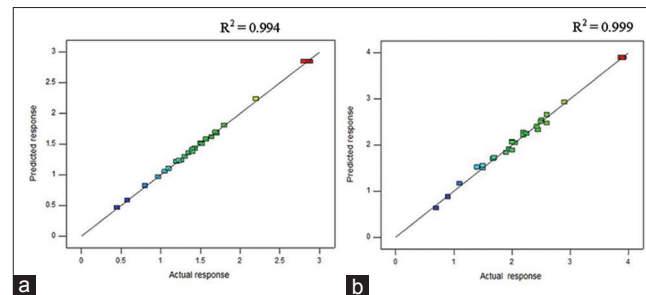 R² = 0.994
3
2.5
2
1.5
1
0.5
0
Predicted response
0 0.5 1 1.5 2 2.5 3
Actual response
a
R² = 0.999
4
3
2
1
0
Predicted response
0 1 2 3 4
Actual response
b